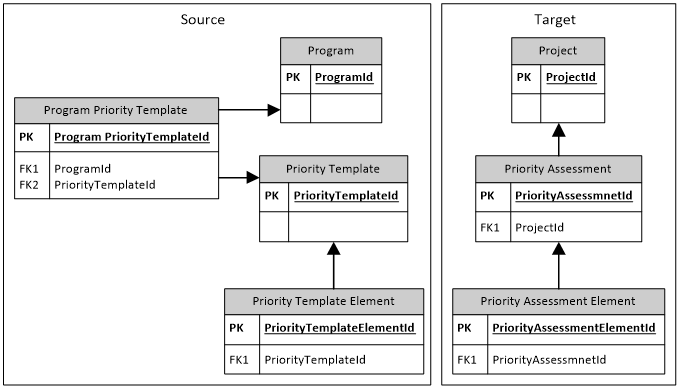 Source
Program
PK ProgramId
Program Priority Template
PK Program PriorityTemplateId
FK1 ProgramId
FK2 PriorityTemplateId
Priority Template
PK PriorityTemplateId
Priority Template Element
PK PriorityTemplateElementId
FK1 PriorityTemplateId
Target
Project
PK ProjectId
Priority Assessment
PK PriorityAssessmnetId
FK1 ProjectId
Priority Assessment Element
PK PriorityAssessmentElementId
FK1 PriorityAssessmnetId